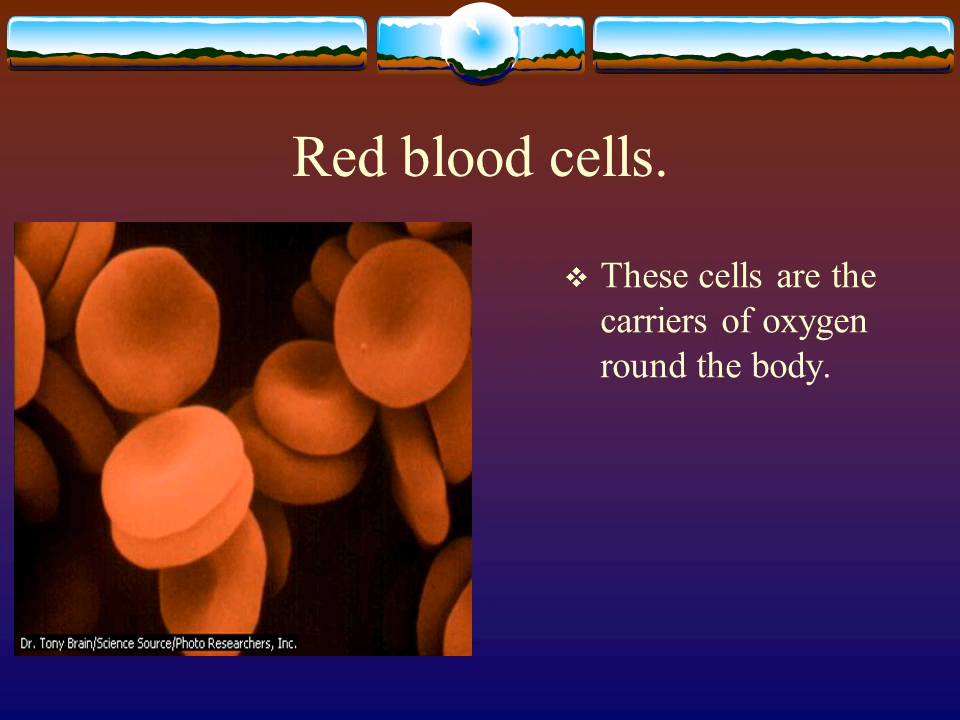 Red blood cells.
❖ These cells are the
carriers of oxygen
round the body.
Dr. Tony Brain/Science Source/Photo Researchers, Inc.